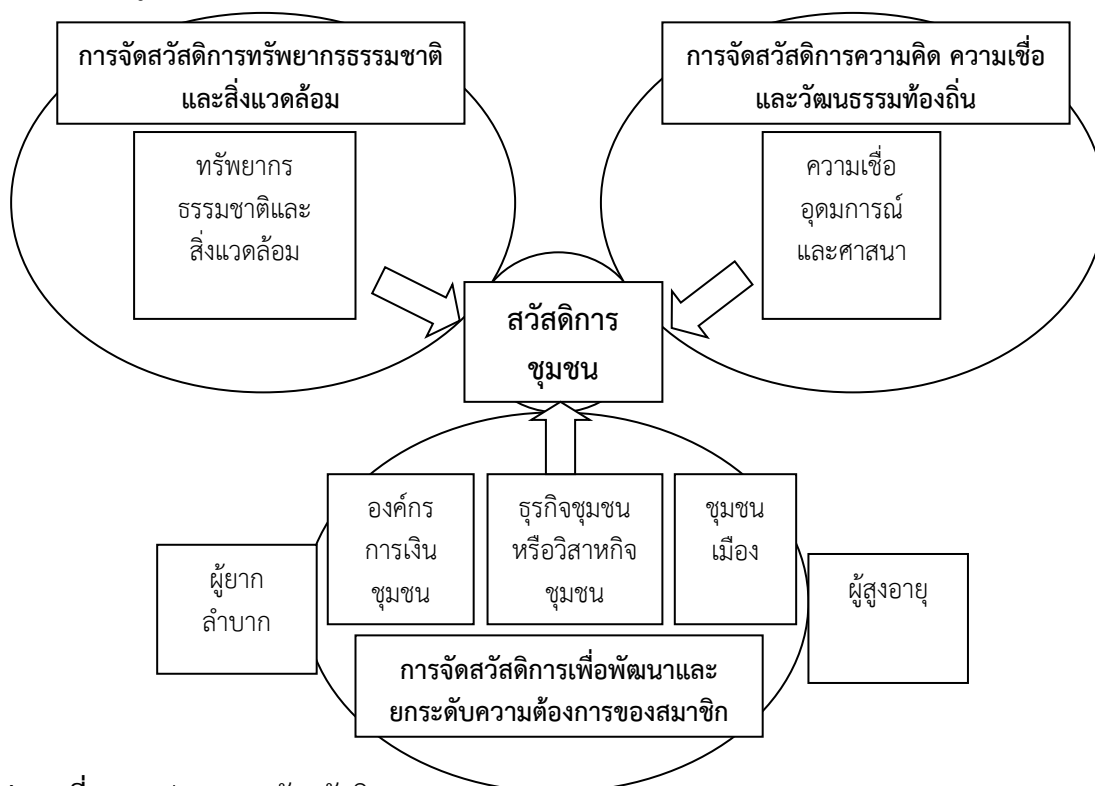 การจัดสวัสดิการทรัพยากรธรรมชาติ
และสิ่งแวดล้อม
การจัดสวัสดิการความคิด ความเชื่อ
และวัฒนธรรมท้องถิ่น
ทรัพยากร
ธรรมชาติและ
สิ่งแวดล้อม
ความเชื่อ
อุดมการณ์
และศาสนา
สวัสดิการ
ชุมชน
องค์กร
การเงิน
ชุมชน
ธุรกิจชุมชน
หรือวิสาหกิจ
ชุมชน
ชุมชน
เมือง
ผู้ยาก
ลำบาก
ผู้สูงอายุ
การจัดสวัสดิการเพื่อพัฒนาและ
ยกระดับความต้องการของสมาชิก